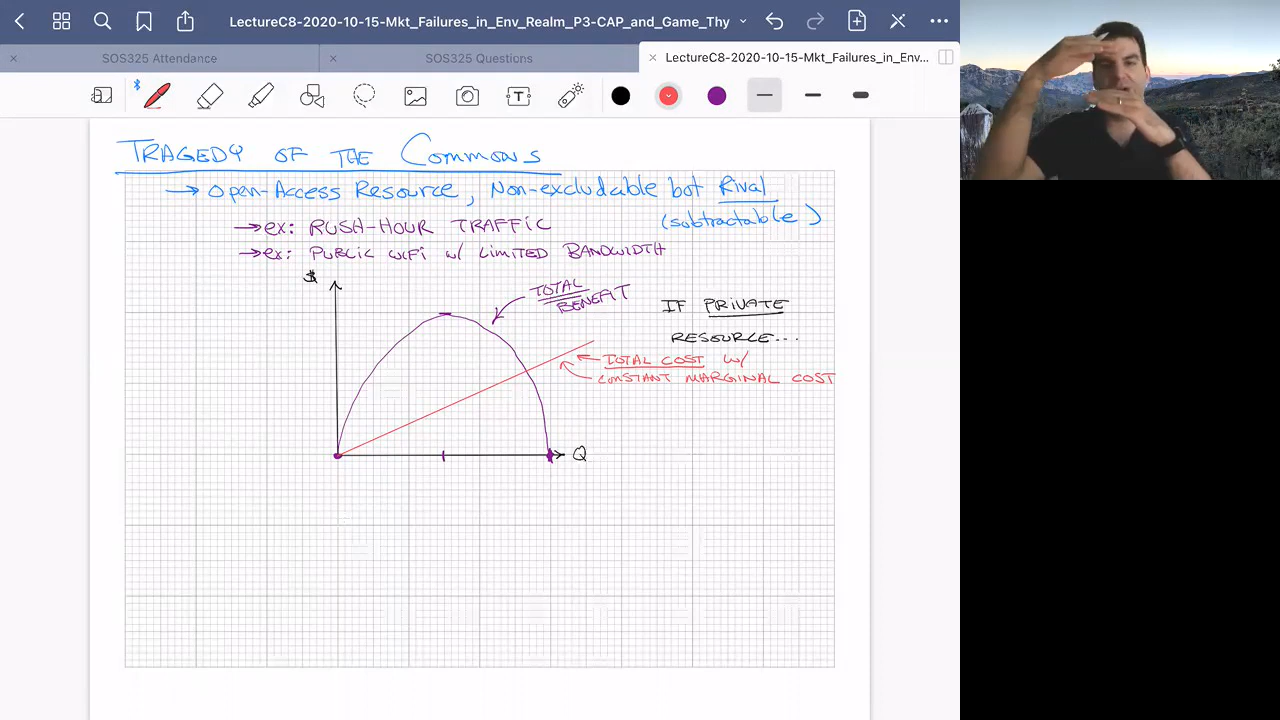 LectureC8-2020-10-15-Mkt_Failures_in_Env_Realm_P3-CAP_and_Game_Thy
SOS325 Attendance
SOS325 Questions
LectureC8-2020-10-15-Mkt_Failures_in_Env...
TRAGEDY OF THE COMMONS
→ Open-Access Resource, Non-excludable bot Rival
(subtractable)
→ ex: RUSH-HOUR TRAFFIC
→ ex: PUBLIC WIFI w/ LIMITED BANDWIDTH
$
TOTAL
BENEFIT
IF PRIVATE
RESOURCE...
TOTAL COST w/
CONSTANT MARGINAL COST
Q